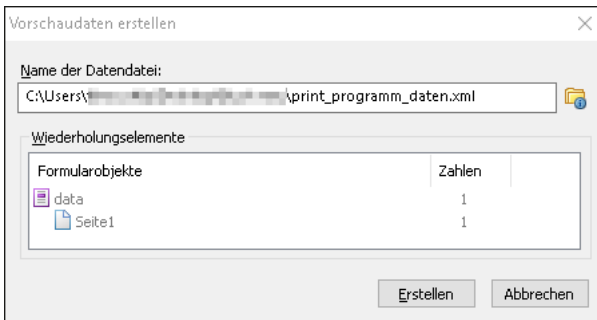 Vorschaudaten erstellen
Name der Datendatei:
C:\Users\ \print_programm_daten.xml
Wiederholungselemente
Formularobjekte Zahlen
data 1
Seite1 1
Erstellen Abbrechen